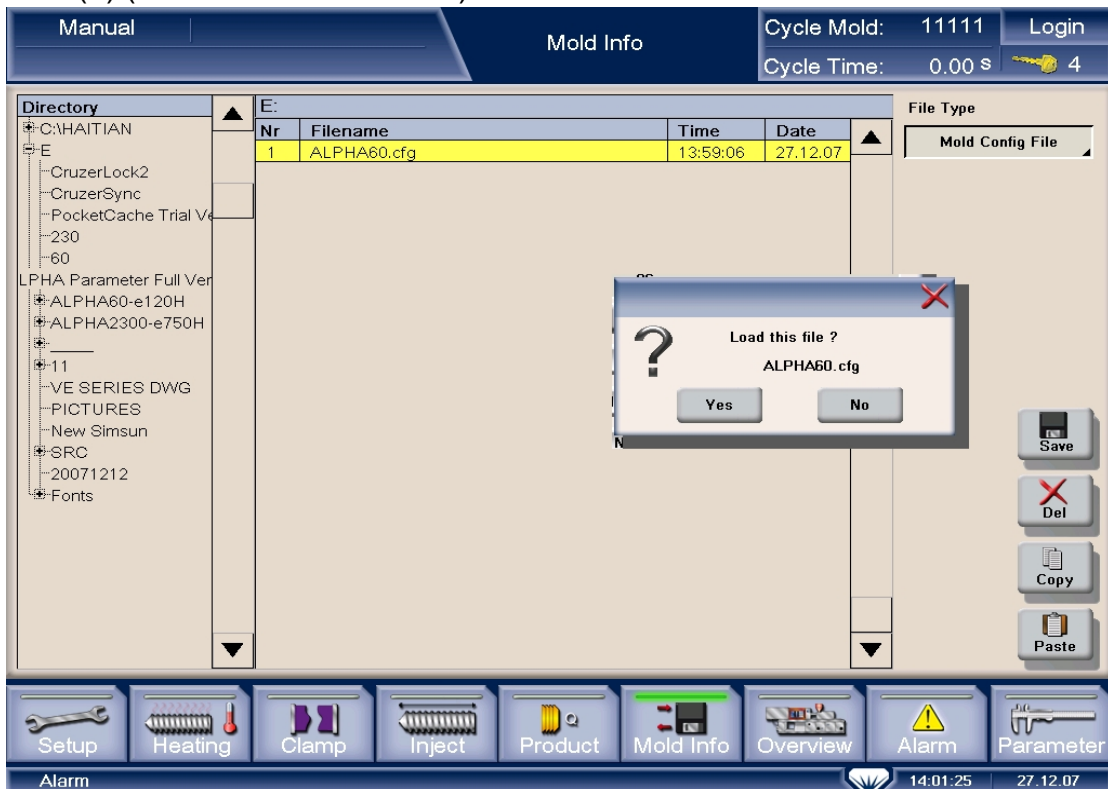 Manual
Mold Info
Cycle Mold: 11111
Login
Cycle Time: 0.00 s
4
Directory
C:\HAITIAN
E
CruzerLock2
CruzerSync
PocketCache Trial Ve
230
60
LPHA Parameter Full Ver
ALPHA60-e120H
ALPHA2300-e750H
_____
11
VE SERIES DWG
PICTURES
New Simsun
SRC
20071212
Fonts
E:
Nr Filename Time Date
1 ALPHA60.cfg 13:59:06 27.12.07
File Type
Mold Config File
Load this file ?
ALPHA60.cfg
Yes No
Save
Del
Copy
Paste
Setup Heating Clamp Inject Product Mold Info Overview Alarm Parameter
Alarm 14:01:25 27.12.07